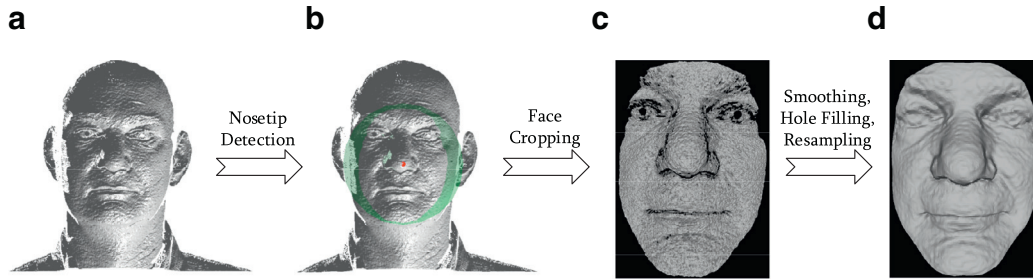 a
b
c
d
Nosetip
Detection
Face
Cropping
Smoothing,
Hole Filling,
Resampling